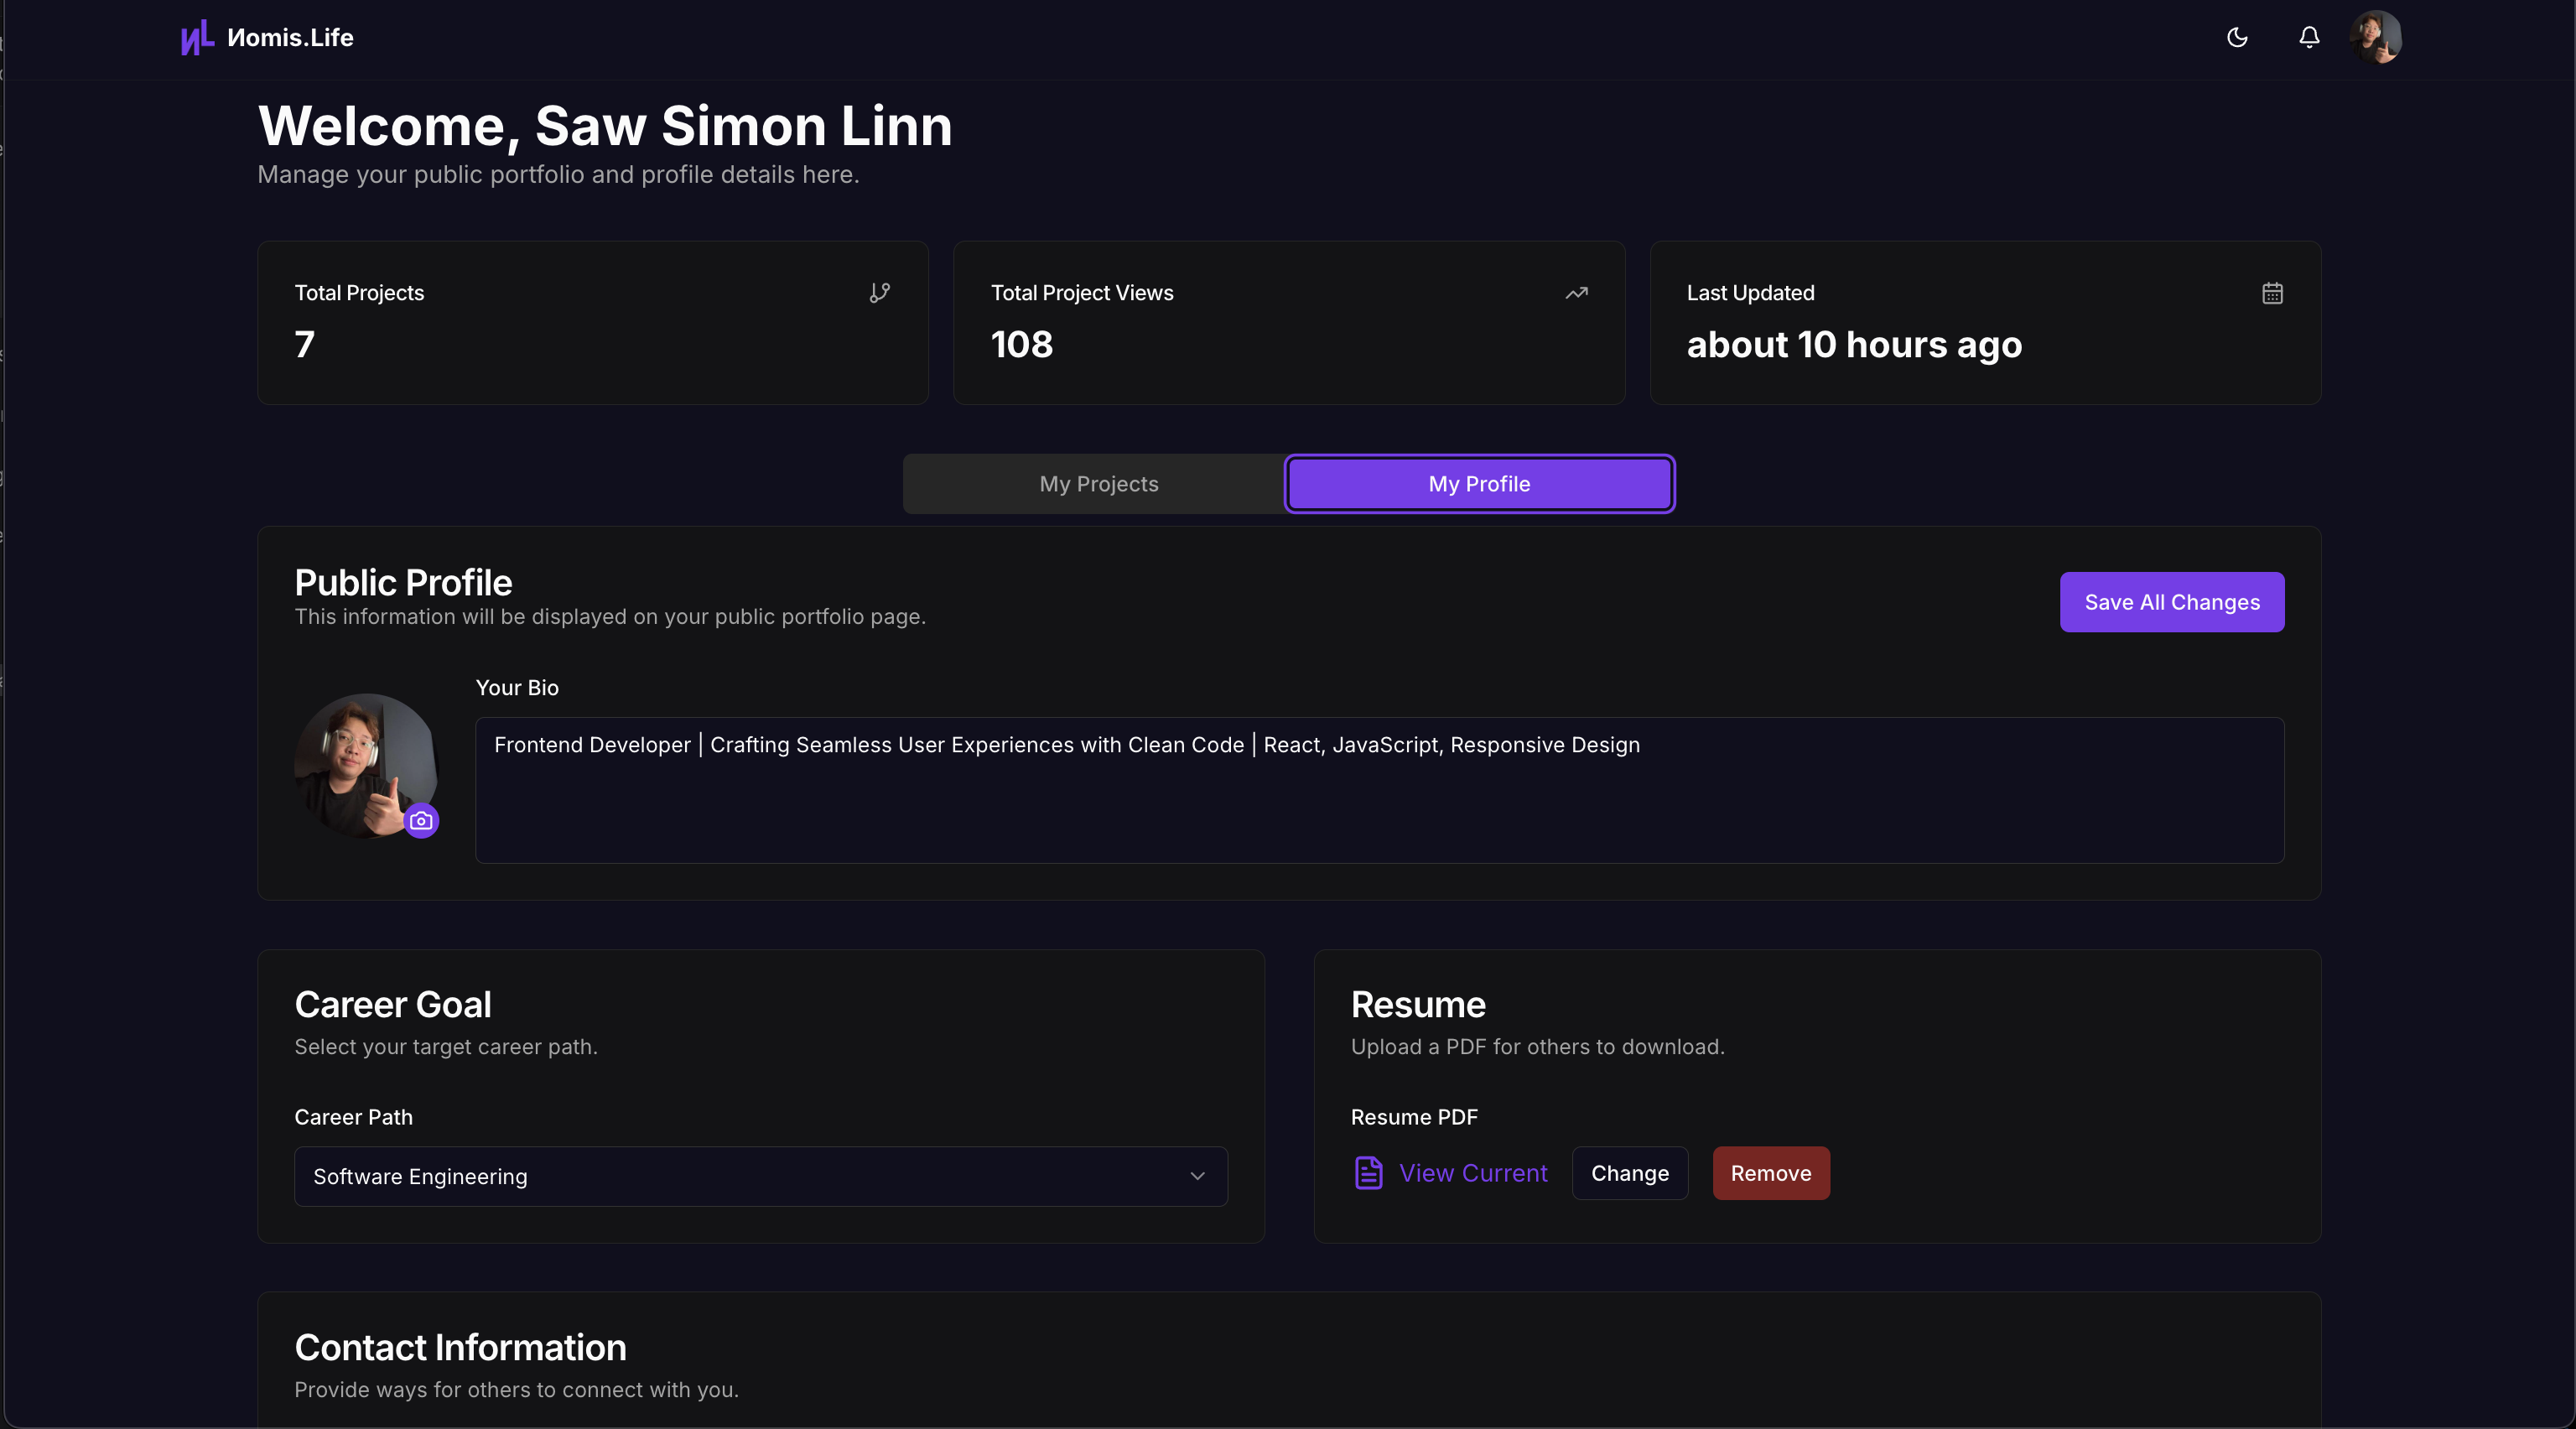 ИL Иomis.Life
Welcome, Saw Simon Linn
Manage your public portfolio and profile details here.
Total Projects
7
Total Project Views
108
Last Updated
about 10 hours ago
My Projects
My Profile
Public Profile
This information will be displayed on your public portfolio page.
Save All Changes
Your Bio
Frontend Developer | Crafting Seamless User Experiences with Clean Code | React, JavaScript, Responsive Design
Career Goal
Select your target career path.
Career Path
Software Engineering
Resume
Upload a PDF for others to download.
Resume PDF
View Current
Change
Remove
Contact Information
Provide ways for others to connect with you.